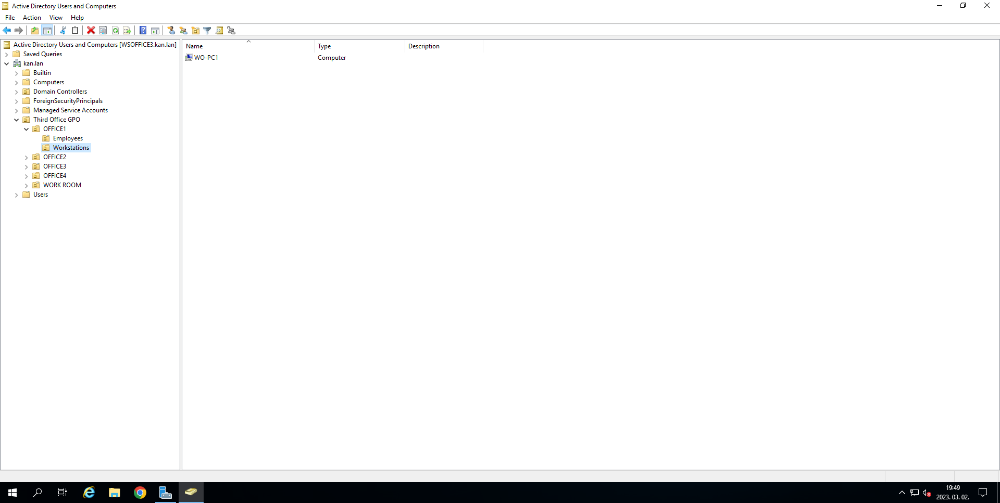 Active Directory Users and Computers
File Action View Help
Active Directory Users and Computers [WSOFFICE3.kan.lan]
Saved Queries
kan.lan
Builtin
Computers
Domain Controllers
ForeignSecurityPrincipals
Managed Service Accounts
Third Office GPO
OFFICE1
Employees
Workstations
OFFICE2
OFFICE3
OFFICE4
WORK ROOM
Users
Name Type Description
WO-PC1 Computer
19:49
2023. 03. 02.